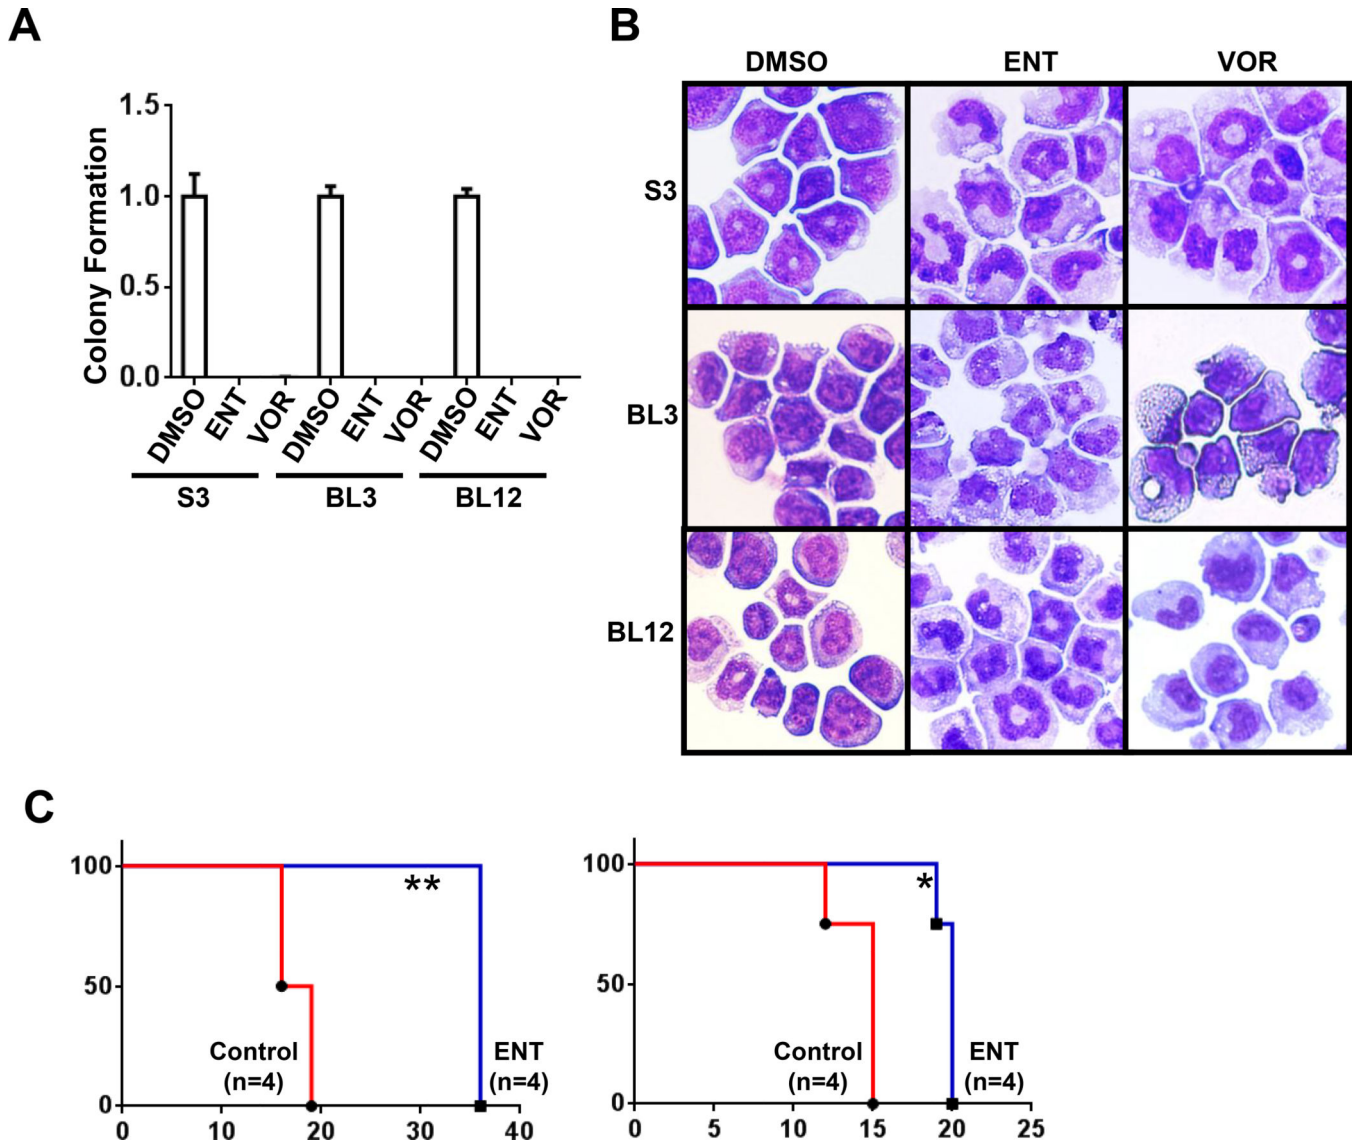 A
B
DMSO ENT VOR
1.5
1.0
0.5
0.0
Colony Formation
DMSO ENT VOR DMSO ENT VOR DMSO ENT VOR
S3 BL3 BL12
S3
BL3
BL12
C
100
50
0
**
Control ENT
(n=4) (n=4)
0 10 20 30 40
100
50
0
*
Control ENT
(n=4) (n=4)
0 5 10 15 20 25